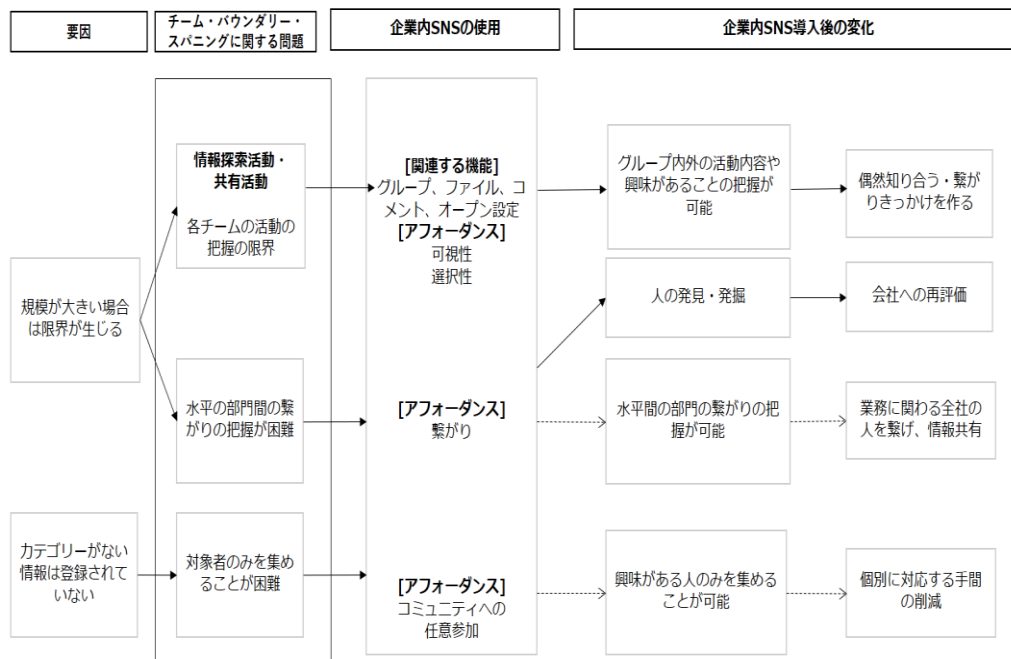 要因
チーム・バウンダリー・
スパニングに関する問題
企業内SNSの使用
企業内SNS導入後の変化
情報探索活動・
共有活動
各チームの活動の
把握の限界
[関連する機能]
グループ、ファイル、コ
メント、オープン設定
[アフォーダンス]
可視性
選択性
グループ内外の活動内容や
興味があることの把握が
可能
偶然知り合う・繋が
りきっかけを作る
規模が大きい場合
は限界が生じる
人の発見・発掘
会社への再評価
水平の部門間の繋
がりの把握が困難
[アフォーダンス]
繋がり
水平間の部門の繋がりの把
握が可能
業務に関わる全社の
人を繋げ、情報共有
カテゴリーがない
情報は登録されて
いない
対象者のみを集め
ることが困難
[アフォーダンス]
コミュニティへの
任意参加
興味がある人のみを集める
ことが可能
個別に対応する手間
の削減